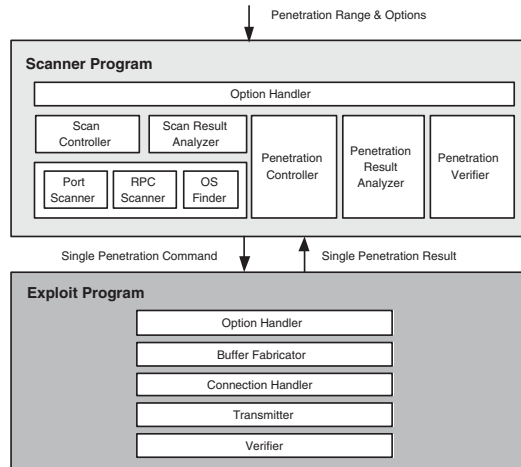 Penetration Range & Options
Scanner Program
Option Handler
Scan
Controller
Scan Result
Analyzer
Port
Scanner
RPC
Scanner
OS
Finder
Penetration
Controller
Penetration
Result
Analyzer
Penetration
Verifier
Single Penetration Command
Single Penetration Result
Exploit Program
Option Handler
Buffer Fabricator
Connection Handler
Transmitter
Verifier